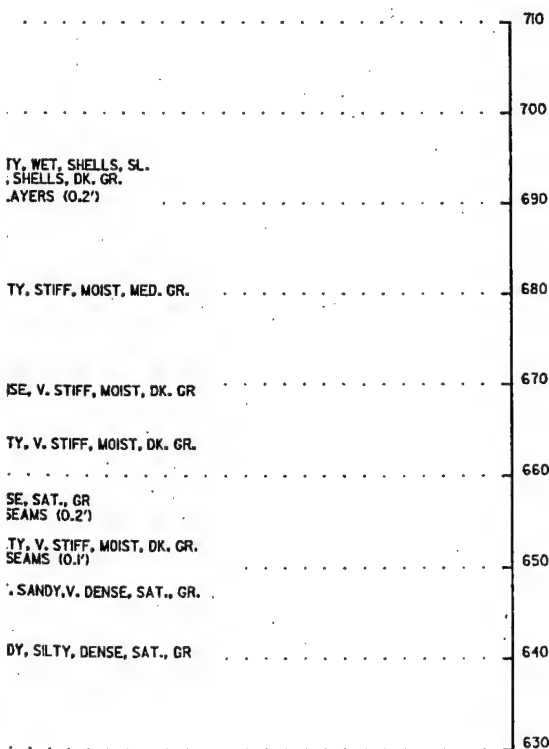 710
700
TY, WET, SHELLS, SL.
; SHELLS, DK. GR.
AYERS (0.2')
690
TY, STIFF, MOIST, MED. GR.
680
SE, V. STIFF, MOIST, DK. GR
670
TY, V. STIFF, MOIST, DK. GR.
660
SE, SAT., GR
SEAMS (0.2')
TY, V. STIFF, MOIST, DK. GR.
SEAMS (0.1')
650
. SANDY, V. DENSE, SAT., GR.
DY, SILTY, DENSE, SAT., GR
640
630